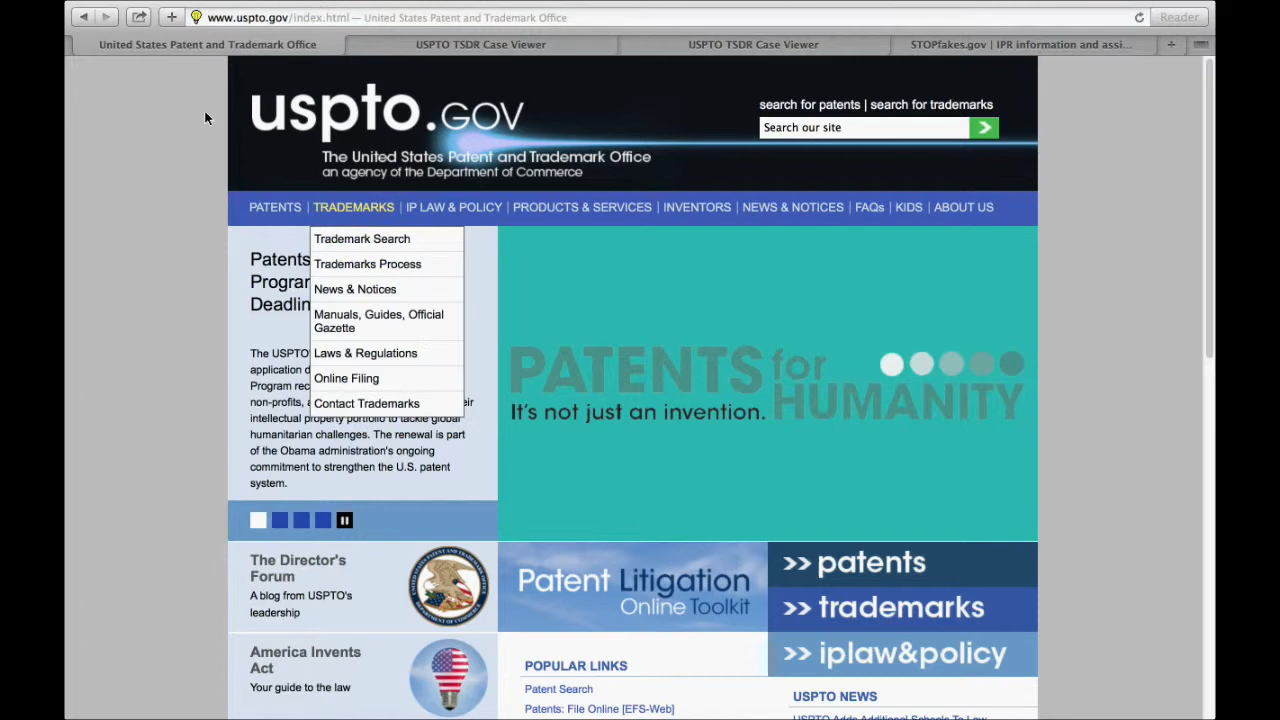 www.uspto.gov/index.html — United States Patent and Trademark Office
Reader
United States Patent and Trademark Office
USPTO TSDR Case Viewer
USPTO TSDR Case Viewer
STOPfakes.gov | IPR information and assi...
uspto.GOV
The United States Patent and Trademark Office
an agency of the Department of Commerce
search for patents | search for trademarks
Search our site
PATENTS | TRADEMARKS | IP LAW & POLICY | PRODUCTS & SERVICES | INVENTORS | NEWS & NOTICES | FAQs | KIDS | ABOUT US
Trademark Search
Trademarks Process
News & Notices
Manuals, Guides, Official
Gazette
Laws & Regulations
Online Filing
Contact Trademarks
Patents
The USPTO
application
Program
non-profits,
intellectual property portfolio to tackle global
humanitarian challenges. The renewal is part
of the Obama administration's ongoing
commitment to strengthen the U.S. patent
system.
PATENTS for
HUMANITY
It's not just an invention.
The Director's
Forum
A blog from USPTO's
leadership
America Invents
Act
Your guide to the law
Patent Litigation
Online Toolkit
>> patents
>> trademarks
>> iplaw&policy
POPULAR LINKS
Patent Search
Patents: File Online [EFS-Web]
USPTO NEWS
USPTO Adds Additional Schools To Law